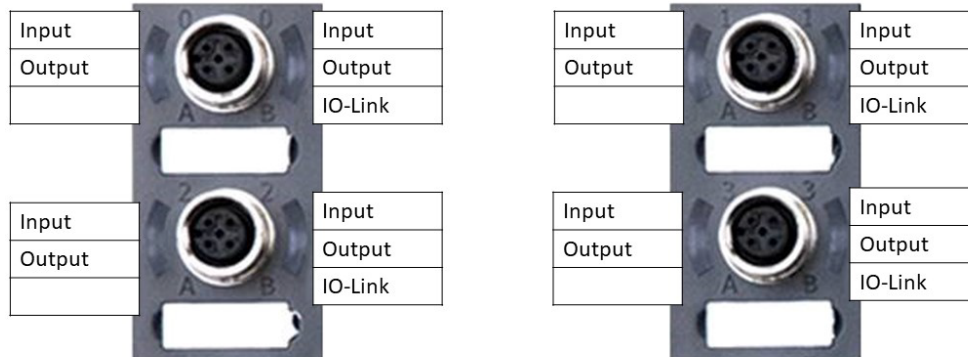 Input 0 0 Input
Output Output
A B IO-Link
Input 1 1 Input
Output Output
A B IO-Link
Input 2 2 Input
Output Output
A B IO-Link
Input 3 3 Input
Output Output
A B IO-Link